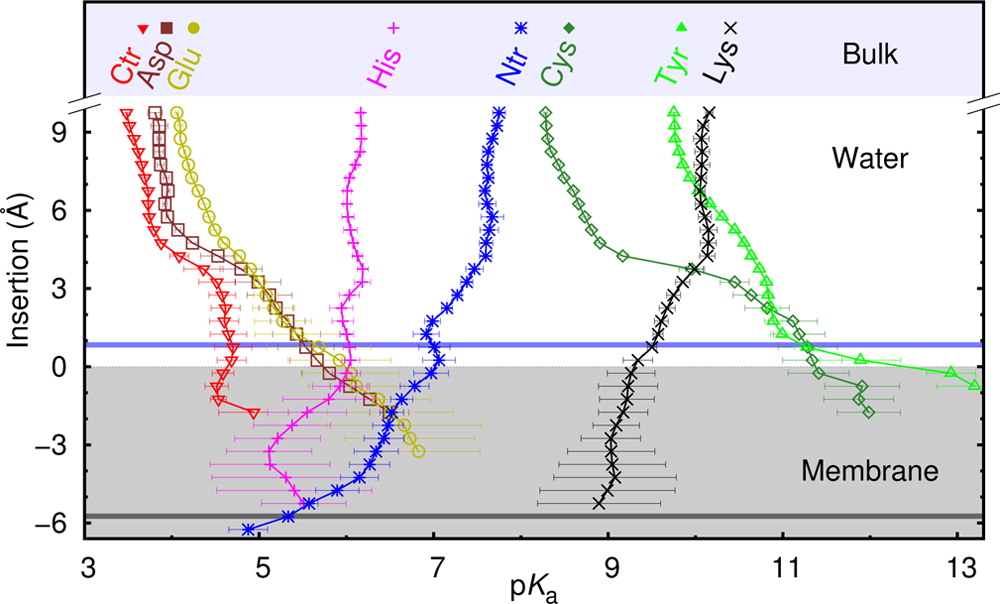 Ctr Asp Glu His Ntr Cys Tyr Lys Bulk
Water
Membrane
Insertion (Å)
9
6
3
0
−3
−6
3 5 7 9 11 13
pKa